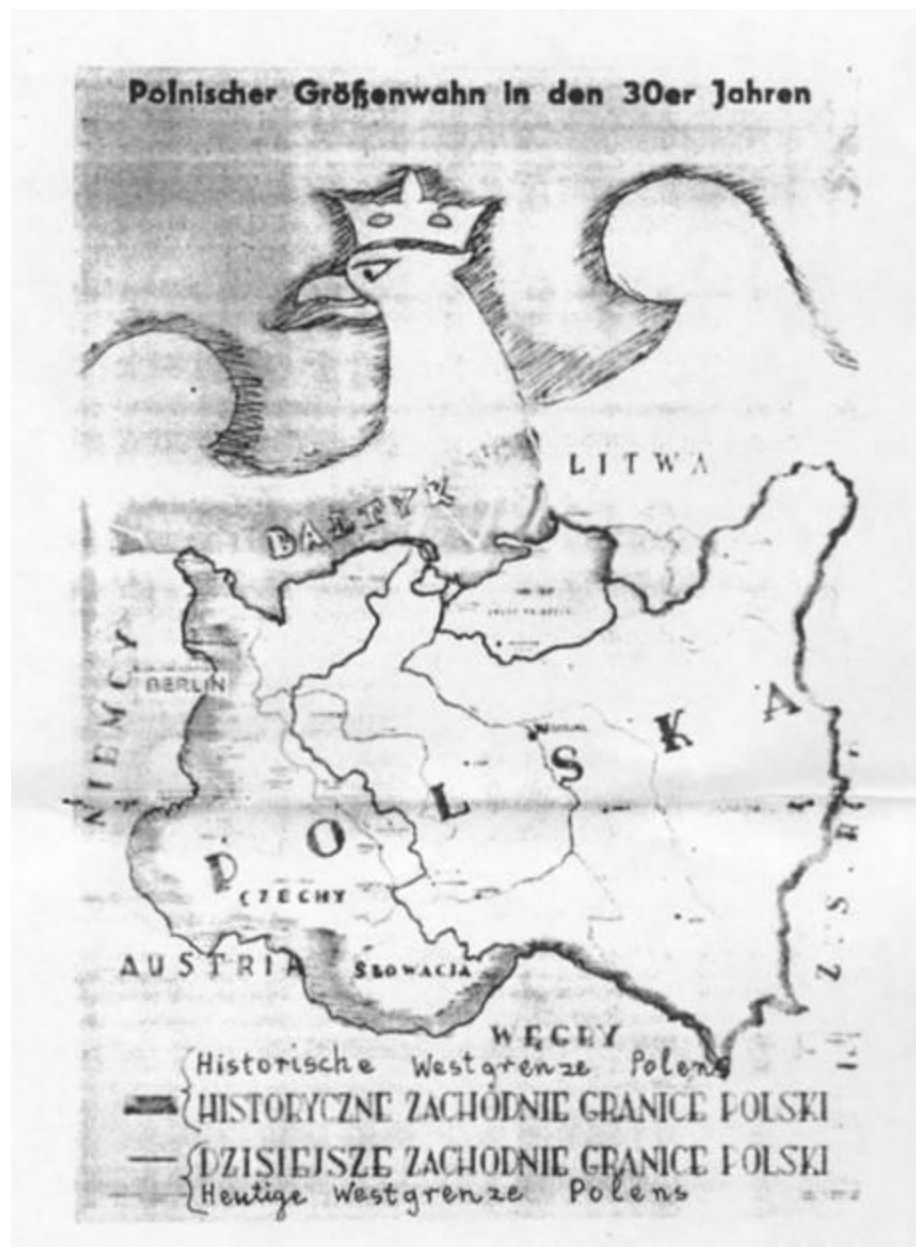 Polnischer Größenwahn in den 30er Jahren
LITWA
BAŁTYK
NIEMCY
BERLIN
POLSKA
CZECHY
AUSTRIA
SŁOWACJA
WĘGRY
Historische Westgrenze Polens
HISTORYCZNE ZACHODNIE GRANICE POLSKI
DZISIEJSZE ZACHODNIE GRANICE POLSKI
Heutige Westgrenze Polens